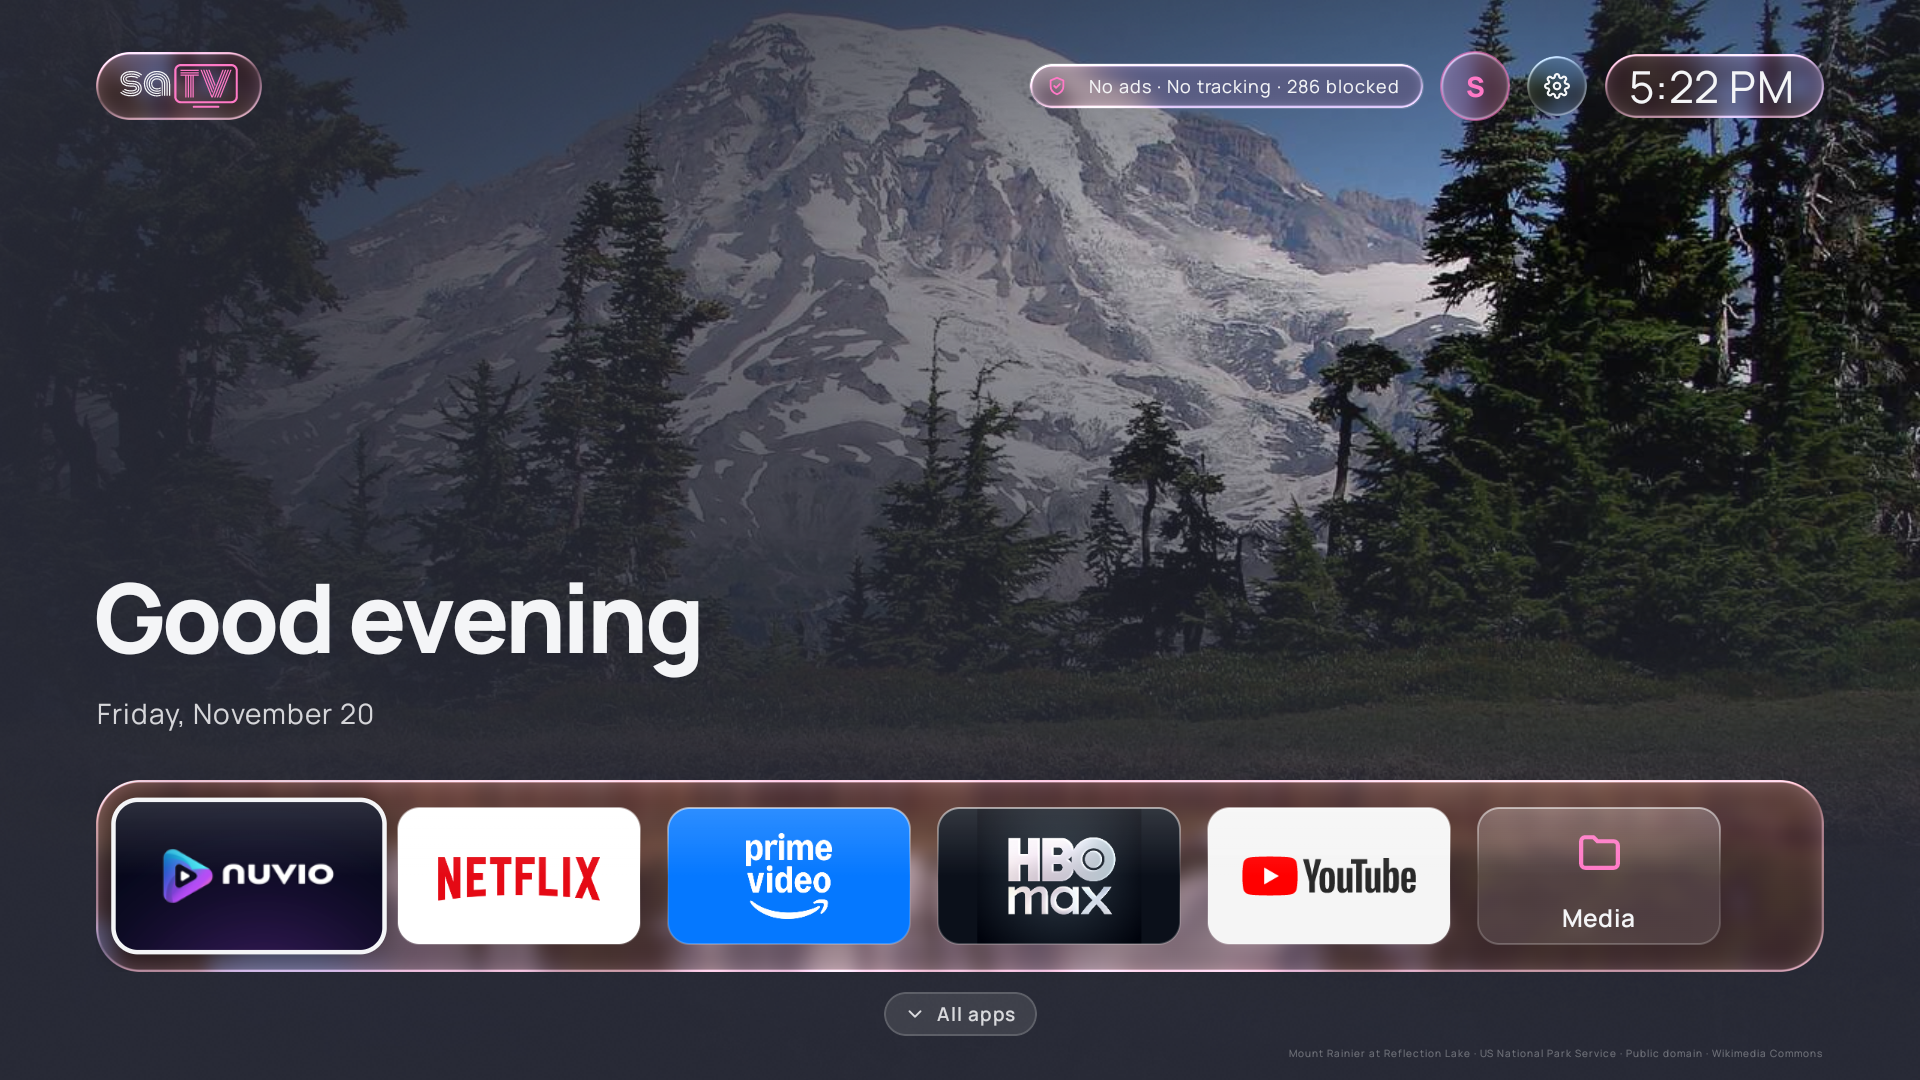 saTV
No ads · No tracking · 286 blocked
S
5:22 PM
Good evening
Friday, November 20
nuvio
NETFLIX
prime
video
HBO
max
YouTube
Media
All apps
Mount Rainier at Reflection Lake · US National Park Service · Public domain · Wikimedia Commons